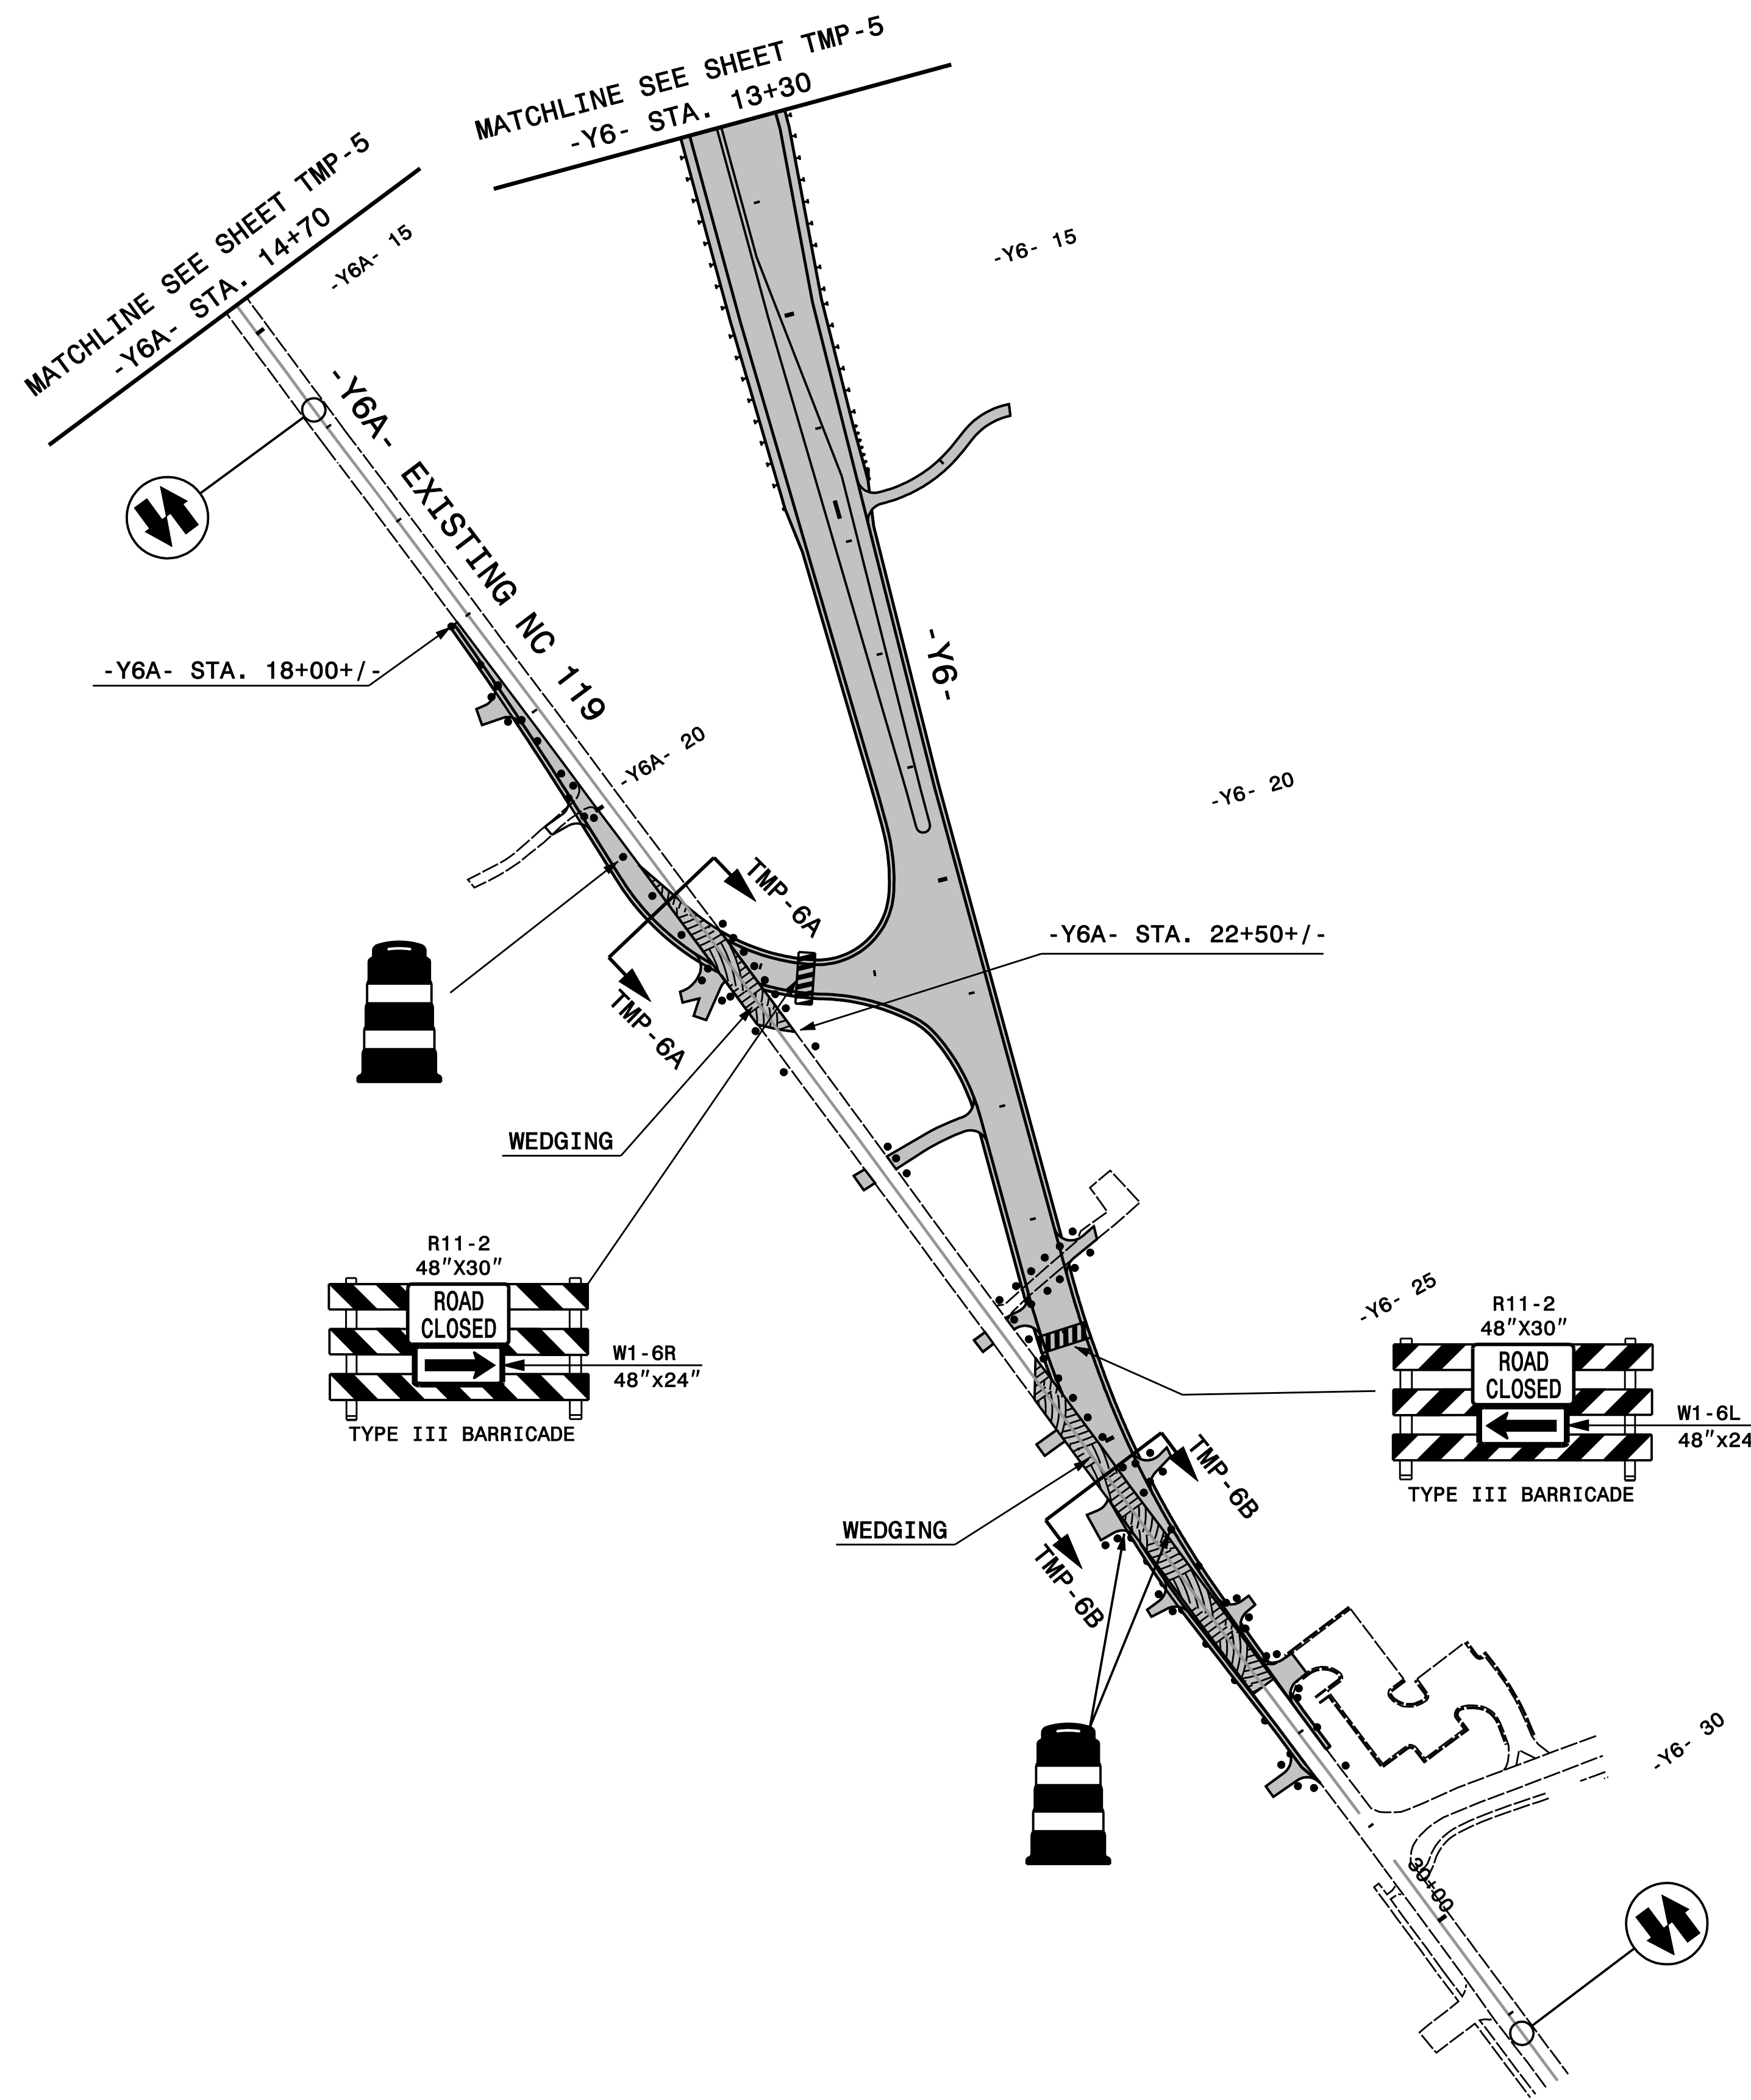 MATCHLINE SEE SHEET TMP-5
-Y6- STA. 13+30
MATCHLINE SEE SHEET TMP-5
-Y6A- STA. 14+70
-Y6A- 15
-Y6- 15
-Y6A- EXISTING NC 119
-Y6A- STA. 18+00+/-
-Y6-
-Y6A- 20
-Y6- 20
TMP-6A
-Y6A- STA. 22+50+/-
TMP-6A
WEDGING
R11-2
48"X30"
ROAD
CLOSED
W1-6R
48"x24"
TYPE III BARRICADE
-Y6- 25
R11-2
48"X30"
ROAD
CLOSED
W1-6L
48"x24
TYPE III BARRICADE
TMP-6B
WEDGING
TMP-6B
-Y6- 30
30+00